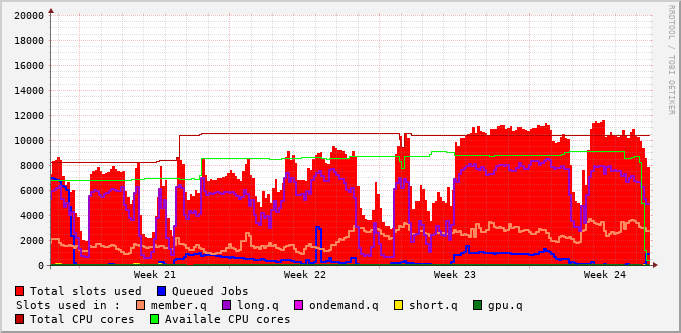 20000
18000
16000
14000
12000
10000
8000
6000
4000
2000
0
Week 21 Week 22 Week 23 Week 24
RRDTOOL / TOBI OETIKER
Total slots used Queued Jobs
Slots used in : member.q long.q ondemand.q short.q gpu.q
Total CPU cores Availale CPU cores